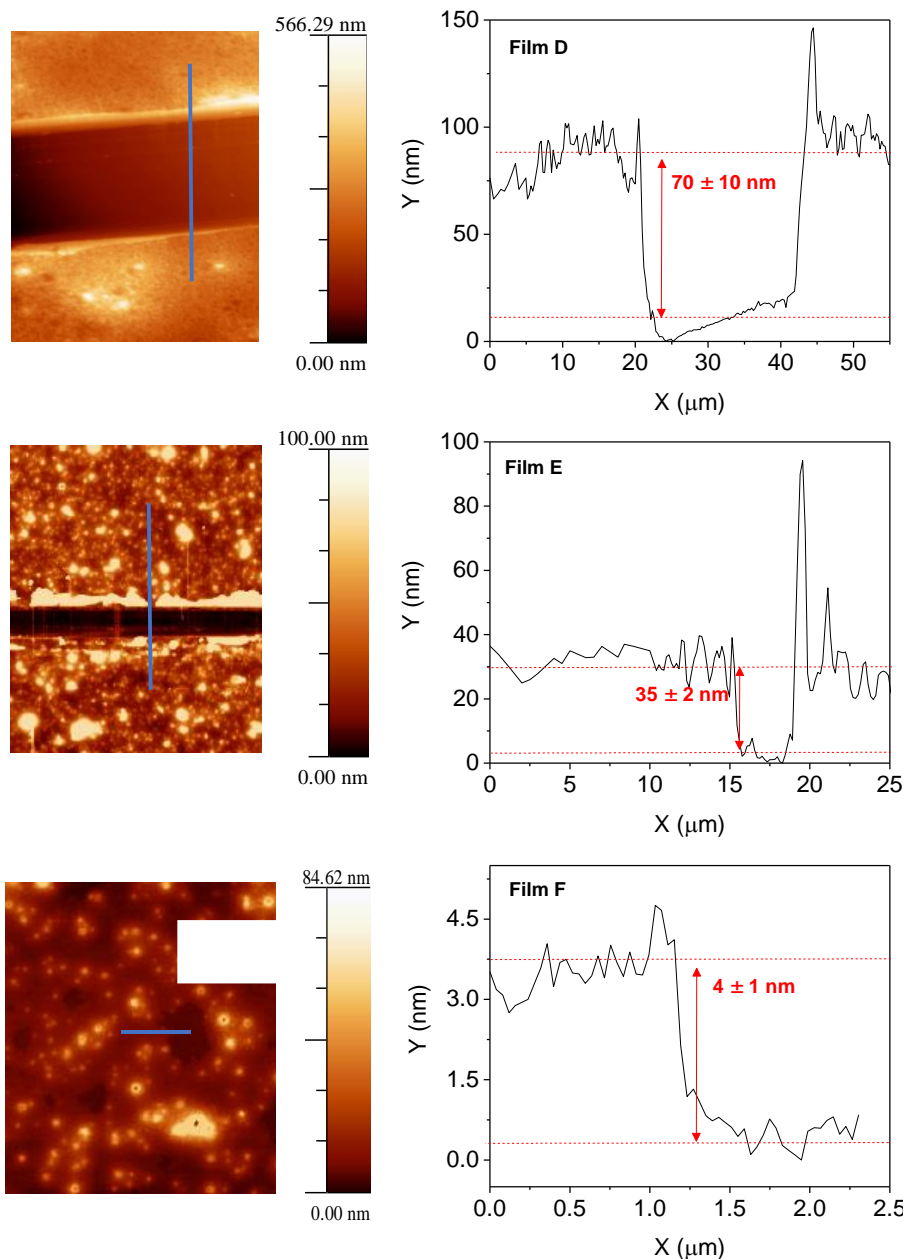 566.29 nm
0.00 nm
Film D
150
100
50
0
Y (nm)
70 ± 10 nm
0 10 20 30 40 50
X (μm)
100.00 nm
0.00 nm
Film E
100
80
60
40
20
0
Y (nm)
35 ± 2 nm
0 5 10 15 20 25
X (μm)
84.62 nm
0.00 nm
Film F
4.5
3.0
1.5
0.0
Y (nm)
4 ± 1 nm
0.0 0.5 1.0 1.5 2.0 2.5
X (μm)